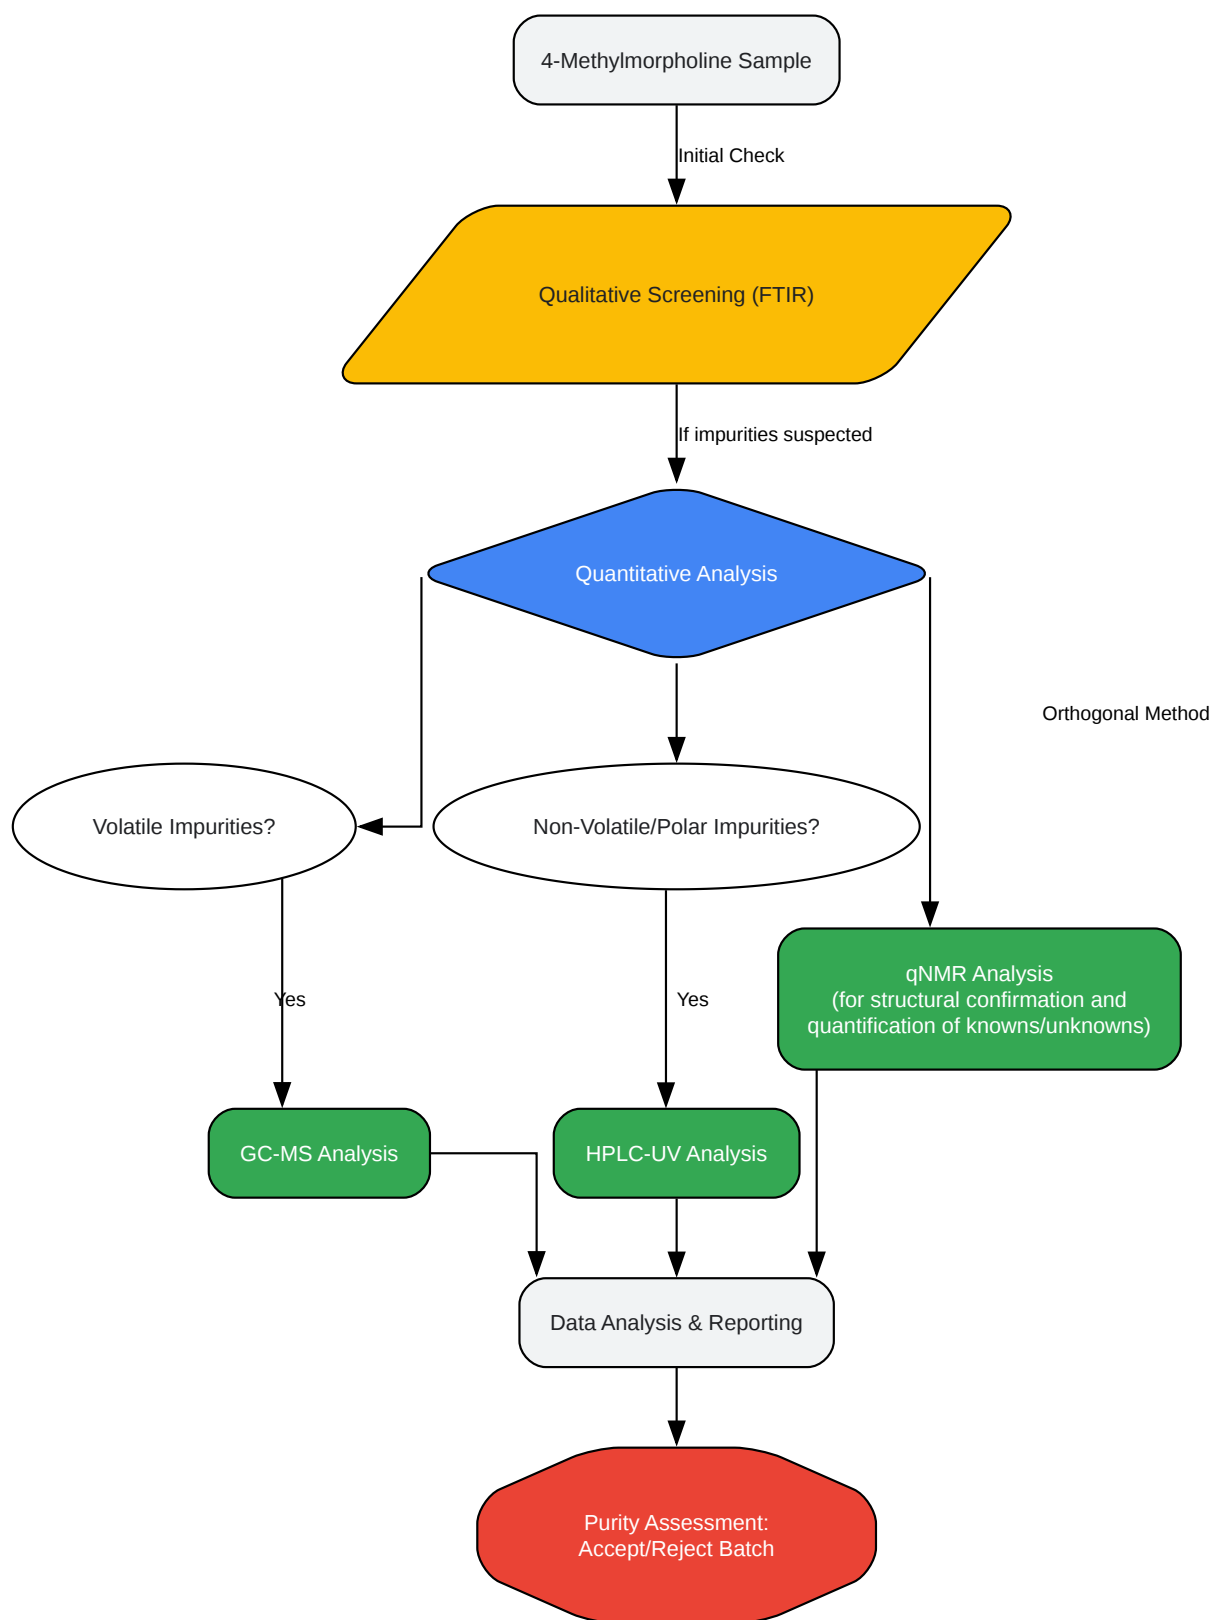 4-Methylmorpholine Sample
Initial Check
Qualitative Screening (FTIR)
If impurities suspected
Quantitative Analysis
Orthogonal Method
Volatile Impurities?
Non-Volatile/Polar Impurities?
qNMR Analysis
(for structural confirmation and
quantification of knowns/unknowns)
Yes
Yes
GC-MS Analysis
HPLC-UV Analysis
Data Analysis & Reporting
Purity Assessment:
Accept/Reject Batch